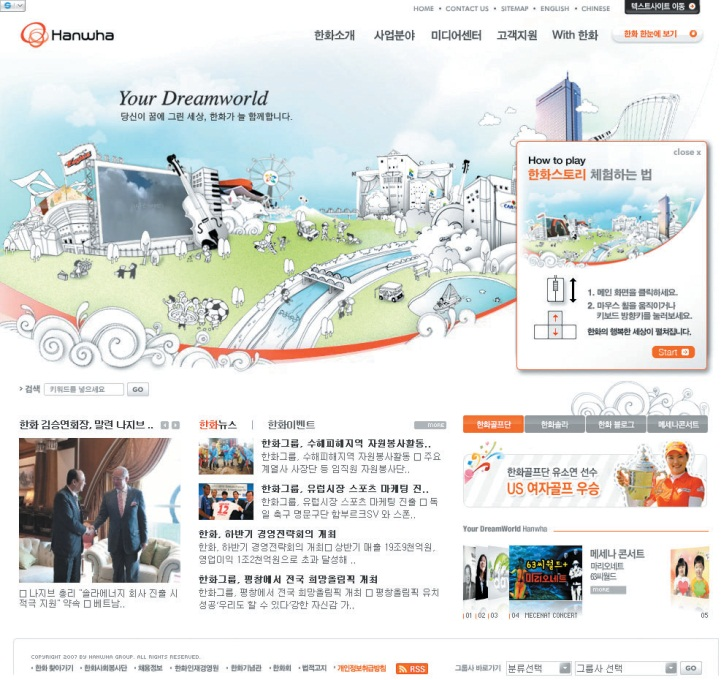 HOME • CONTACT US • SITEMAP • ENGLISH • CHINESE
텍스트사이트 이동
Hanwha
한화소개 사업분야 미디어센터 고객지원 With 한화
한화 한눈에 보기
Your Dreamworld
당신이 꿈에 그린 세상, 한화가 늘 함께합니다.
close x
How to play
한화스토리 체험하는 법
1. 메인 화면을 클릭하세요.
2. 마우스 휠을 움직이거나
키보드 방향키를 눌러보세요.
한화의 행복한 세상이 펼쳐집니다.
Start
검색 키워드를 넣으세요 GO
한화 김승연회장, 말련 나지브 ..
나지브 총리 "솔라에너지 회사 진출 시
적극 지원" 약속 □ 베트남..
한화뉴스 | 한화이벤트
MORE
한화그룹, 수해피해지역 자원봉사활동..
한화그룹, 수해피해지역 자원봉사활동 □ 주요
계열사 사장단 등 임직원 자원봉사단..
한화그룹, 유럽시장 스포츠 마케팅 진..
한화그룹, 유럽시장 스포츠 마케팅 진출 □ 독
일 축구 명문구단 함부르크SV 와 스폰..
한화, 하반기 경영전략회의 개최
한화, 하반기 경영전략회의 개최□ 상반기 매출 19조9천억원,
영업이익 1조2천억원으로 초과 달성해 ..
한화그룹, 평창에서 전국 희망올림픽 개최
한화그룹, 평창에서 전국 희망올림픽 개최 □ 평창 유치
성공'우리도 할 수 있다'강한 자신감 가..
한화골프단 한화솔라 한화 블로그 메세나콘서트
한화골프단 유소연 선수
US 여자골프 우승
Your DreamWorld Hanwha
63씨월드+
마리오네트
메세나 콘서트
마리오네트
63씨월드
MORE
01 02 03 04 MECENAT CONCERT 05
COPYRIGHT 2007 BY HANWHA GROUP. ALL RIGHTS RESERVED.
한화 찾아가기 한화사회봉사단 채용정보 한화인재경영원 한화기념관 한화회 법적고지 개인정보취급방침 RSS
그룹사 바로가기 분류선택 그룹사 선택 GO